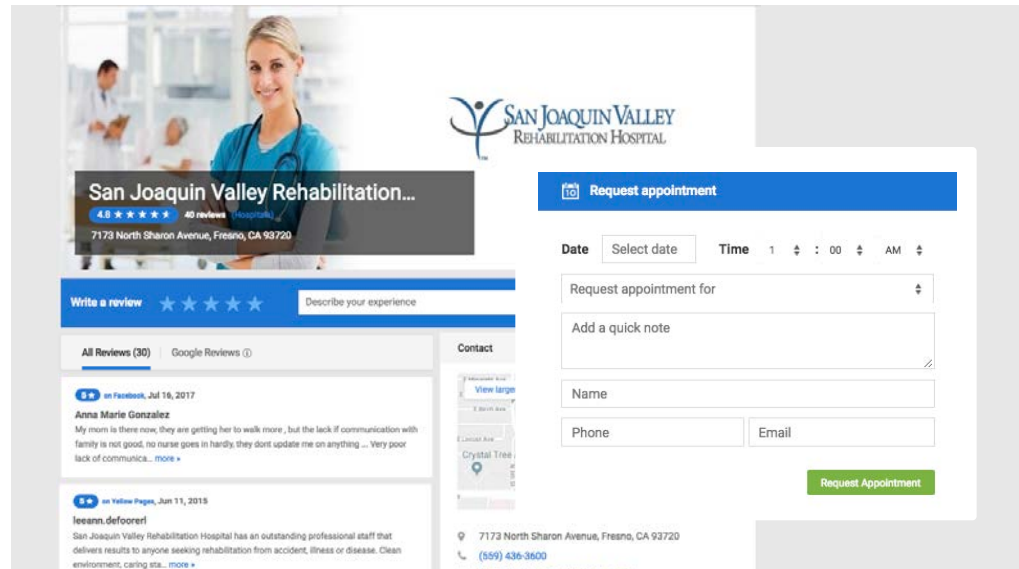 SAN JOAQUIN VALLEY
REHABILITATION HOSPITAL
TM
San Joaquin Valley Rehabilitation...
4.8 ★ ★ ★ ★ ★ 40 reviews (Hospitals)
7173 North Sharon Avenue, Fresno, CA 93720
Write a review
Describe your experience
All Reviews (30)
Google Reviews
5 ★ on Facebook, Jul 16, 2017
Anna Marie Gonzalez
My mom is there now, they are getting her to walk more , but the lack if communication with
family is not good, no nurse goes in hardly, they dont update me on anything ... Very poor
lack of communica... more »
5 ★ on Yellow Pages, Jun 11, 2015
leeann.defoorerl
San Joaquin Valley Rehabilitation Hospital has an outstanding professional staff that
delivers results to anyone seeking rehabilitation from accident, illness or disease. Clean
environment, caring sta... more »
Contact
View large
Crystal Tree
7173 North Sharon Avenue, Fresno, CA 93720
(559) 436-3600
10 Request appointment
Date Select date Time 1 : 00 AM
Request appointment for
Add a quick note
Name
Phone
Email
Request Appointment